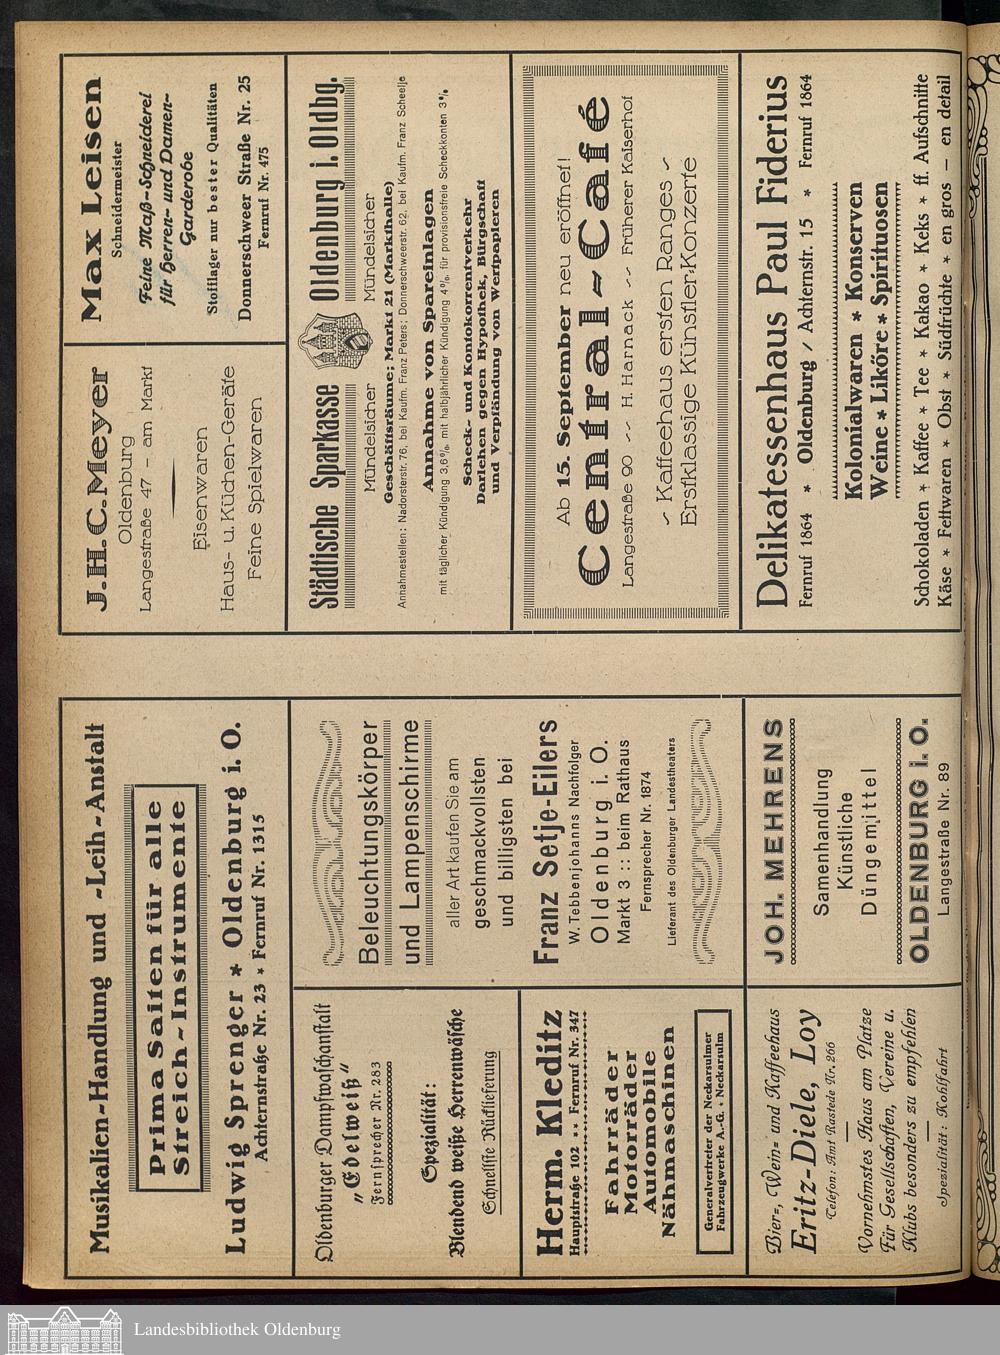 Musikalien-Handlung und -Leih-Anstalt
Prima Saiten für alle
Streich-Instrumente
Ludwig Sprenger * Oldenburg i. O.
Achternstraße Nr. 23 * Fernruf Nr. 1315
Oldenburger Dampfwaschanstalt
„Edelweiß“
Fernsprecher Nr. 283
Spezialität:
Blendend weiße Herrenwäsche
Schnellste Rücklieferung
Beleuchtungskörper
und Lampenschirme
aller Art kaufen Sie am
geschmackvollsten
und billigsten bei
Franz Setje-Eilers
W. Tebbenjohanns Nachfolger
Oldenburg i. O.
Markt 3 :: beim Rathaus
Fernsprecher Nr. 1874
Lieferant des Oldenburger Landestheaters
Herm. Kleditz
Hauptstraße 102 ** Fernruf Nr. 347
Fahrräder
Motorräder
Automobile
Nähmaschinen
Generalvertreter der Neckarsulmer
Fahrzeugwerke A.-G. * Neckarsulm
Bier=, Wein= und Kaffeehaus
Eritz-Diele, Loy
Telefon: Amt Rastede Nr. 266
Vornehmstes Haus am Platze
Für Gesellschaften, Vereine u.
Klubs besonders zu empfehlen
Spezialität: Kohlfahrt
JOH. MEHRENS
Samenhandlung
Künstliche
Düngemittel
OLDENBURG i. O.
Langestraße Nr. 89
J. H. C. Meyer
Oldenburg
Langestraße 47 – am Markt
Eisenwaren
Haus- u. Küchen-Geräte
Feine Spielwaren
Max Leisen
Schneidermeister
Feine Maß-Schneiderei
für Herren- und Damen-
Garderobe
Stofflager nur bester Qualitäten
Donnerschweer Straße Nr. 25
Fernruf Nr. 475
Städtische Sparkasse Oldenburg i. Oldbg.
Mündelsicher Mündelsicher
Geschäftsräume; Markt 21 (Markthalle)
Annahmestellen: Nadorsterstr. 76, bei Kaufm. Franz Peters; Donnerschweerstr. 62, bei Kaufm. Franz Scheelje
Annahme von Spareinlagen
mit täglicher Kündigung 3,6%, mit halbjährlicher Kündigung 4%, für provisionsfreie Scheckkonten 3%
Scheck- und Kontokorrentverkehr
Darlehen gegen Hypothek, Bürgschaft
und Verpfändung von Wertpapieren
Ab 15. September neu eröffnet!
Central-Café
Langestraße 90 -- H. Harnack -- Früherer Kaiserhof
~ Kaffeehaus ersten Ranges ~
Erstklassige Künstler-Konzerte
Delikatessenhaus Paul Fiderius
Fernruf 1864 * Oldenburg / Achternstr. 15 * Fernruf 1864
Kolonialwaren * Konserven
Weine * Liköre * Spirituosen
Schokoladen * Kaffee * Tee * Kakao * Keks * ff. Aufschnitte
Käse * Fettwaren * Obst * Südfrüchte * en gros — en detail
Landesbibliothek Oldenburg